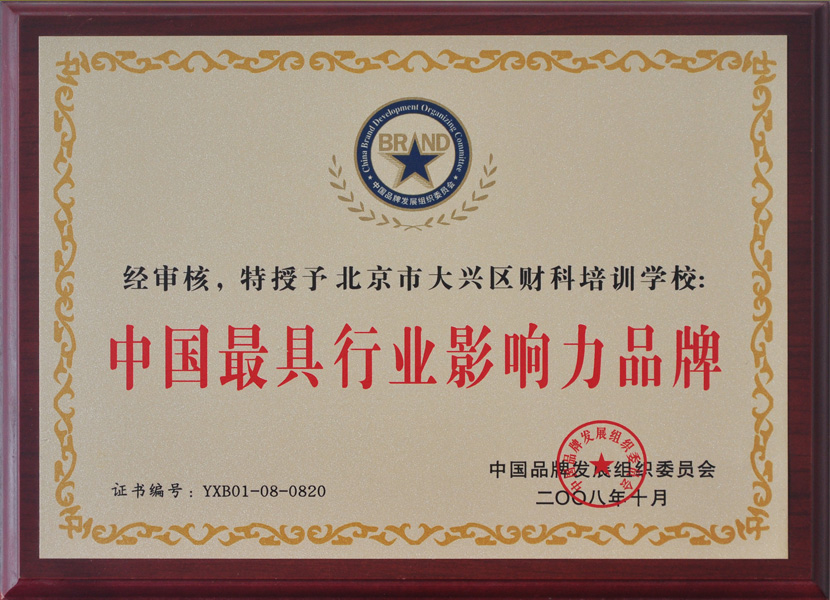 China Brand Development Organizing Committee
BRAND
中国品牌发展组织委员会
经审核，特授予北京市大兴区财科培训学校：
中国最具行业影响力品牌
中国品牌发展组织委员会
中国品牌发展组织委员会
证书编号：YXB01-08-0820
二〇〇八年十月